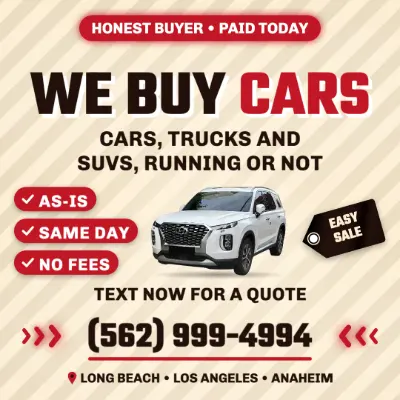 HONEST BUYER • PAID TODAY
WE BUY CARS
CARS, TRUCKS AND
SUVS, RUNNING OR NOT
AS-IS
SAME DAY
NO FEES
EASY
SALE
TEXT NOW FOR A QUOTE
(562) 999-4994
LONG BEACH • LOS ANGELES • ANAHEIM